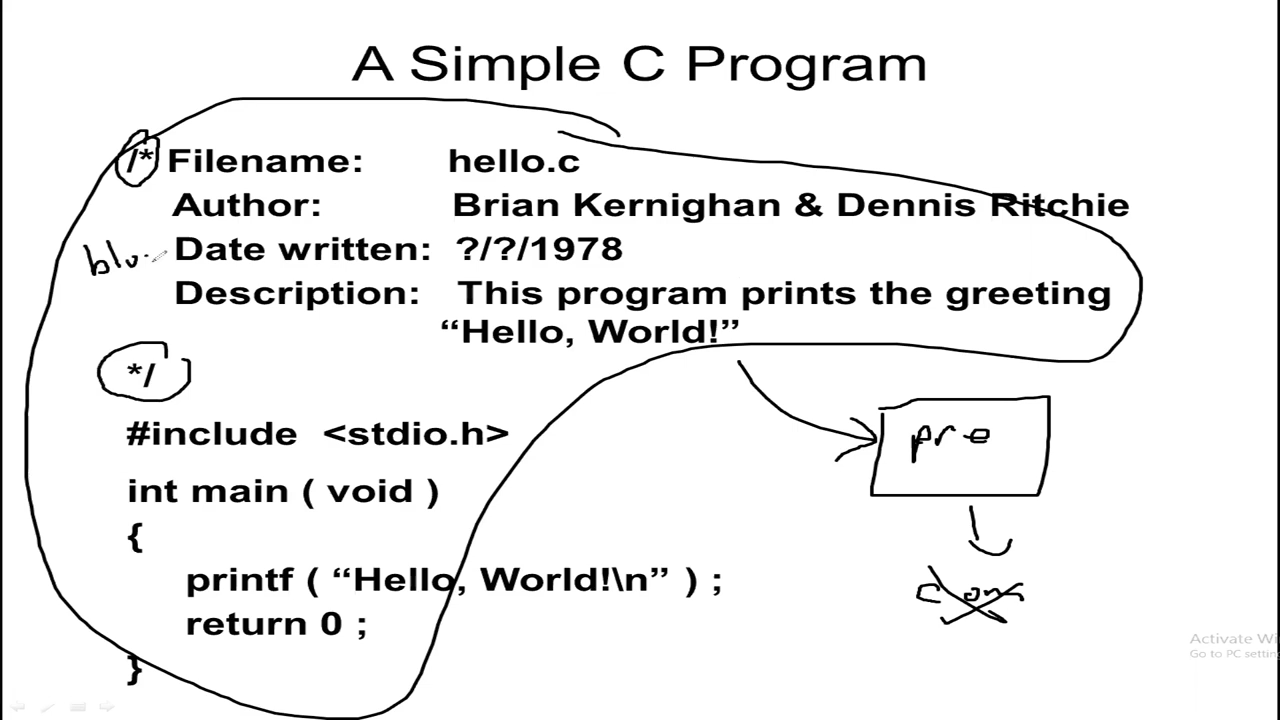 A Simple C Program
/* Filename: hello.c
Author: Brian Kernighan & Dennis Ritchie
Date written: ?/?/1978
Description: This program prints the greeting
“Hello, World!”
*/
#include <stdio.h>
pre
int main ( void )
{
printf ( “Hello, World!\n” ) ;
return 0 ;
}
Activate Wi
Go to PC setting